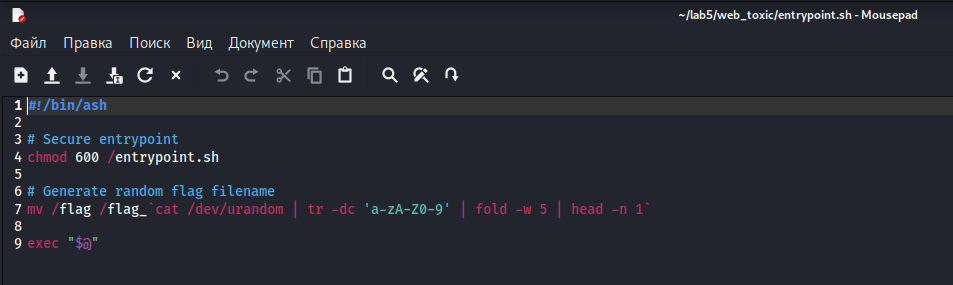 ~/lab5/web_toxic/entrypoint.sh - Mousepad
Файл Правка Поиск Вид Документ Справка
1 #!/bin/ash
2
3 # Secure entrypoint
4 chmod 600 /entrypoint.sh
5
6 # Generate random flag filename
7 mv /flag /flag_`cat /dev/urandom | tr -dc 'a-zA-Z0-9' | fold -w 5 | head -n 1`
8
9 exec "$@"